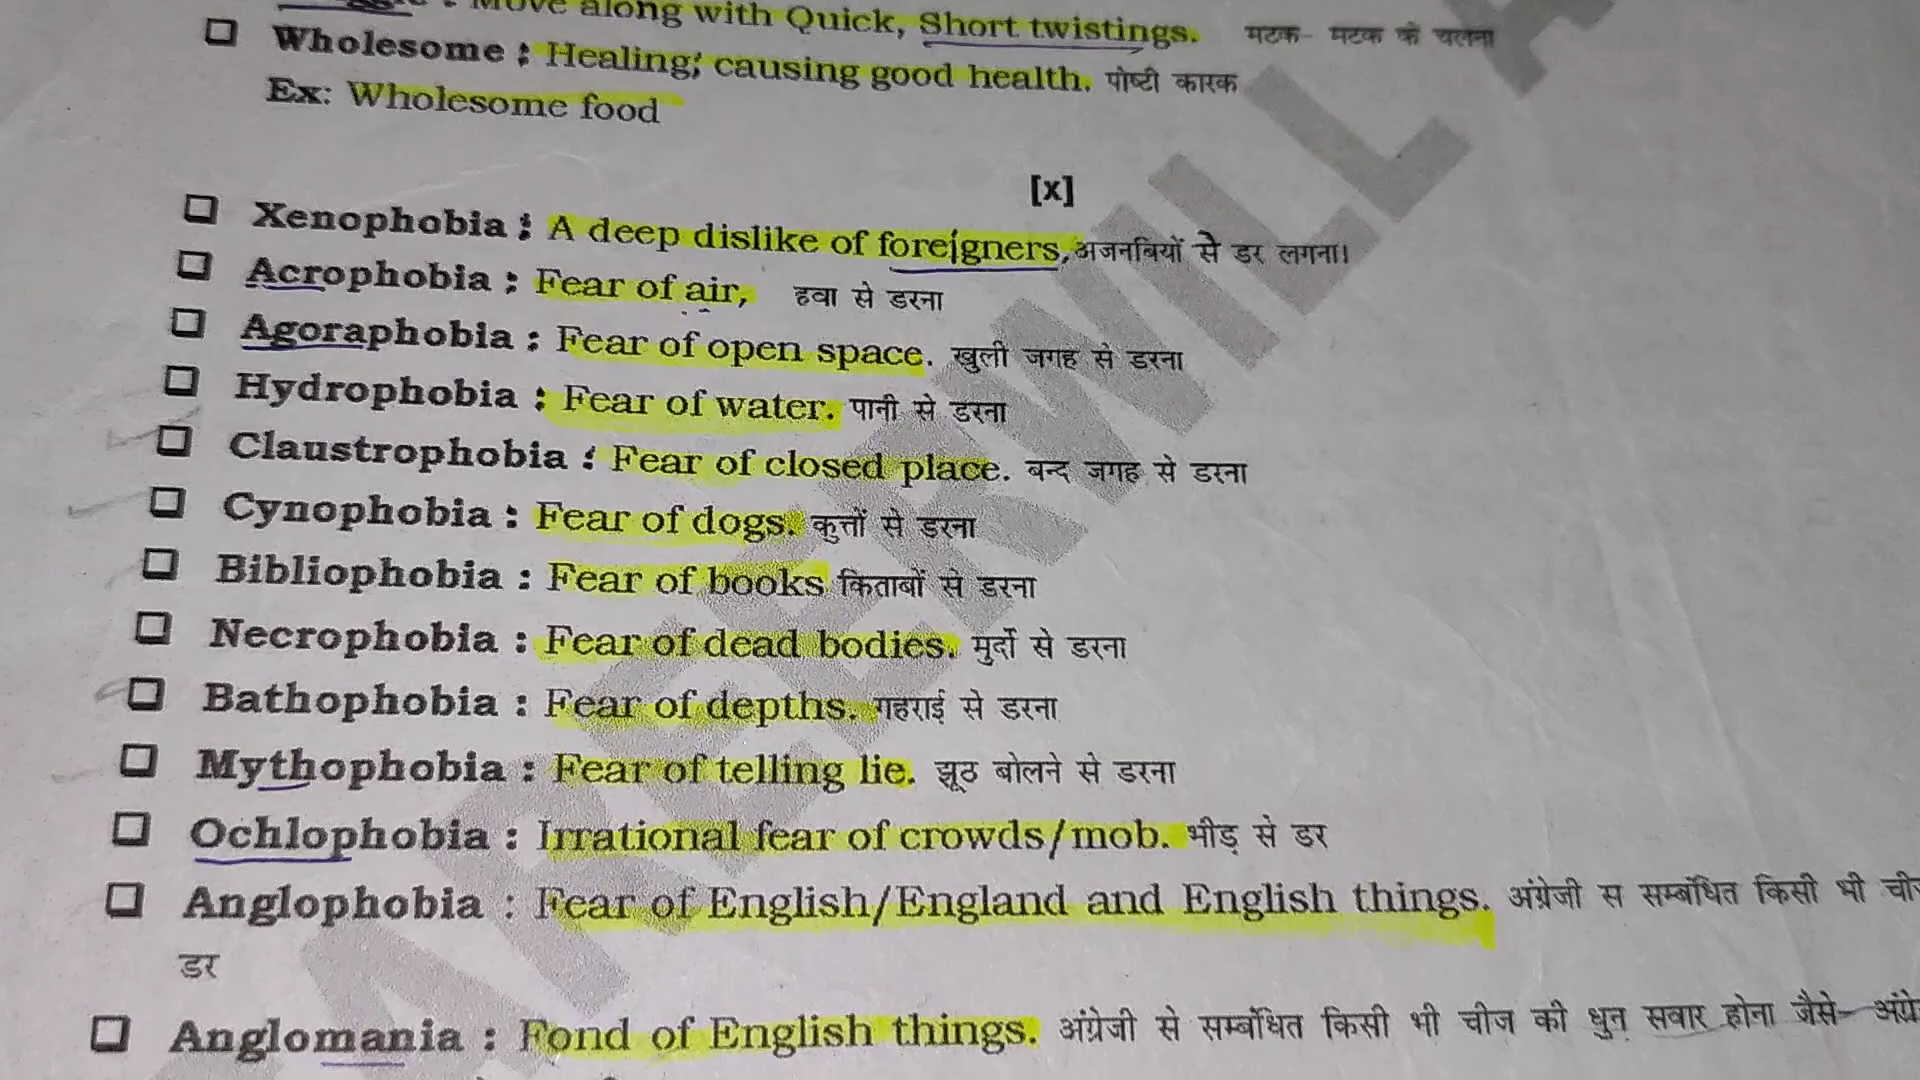 : Move along with Quick, Short twistings. मटक- मटक के चलना
❑ Wholesome : Healing; causing good health. पोष्टी कारक
Ex: Wholesome food
[x]
❑ Xenophobia : A deep dislike of foreigners, अजनबियों से डर लगना।
❑ Acrophobia : Fear of air, हवा से डरना
❑ Agoraphobia : Fear of open space. खुली जगह से डरना
❑ Hydrophobia : Fear of water. पानी से डरना
❑ Claustrophobia : Fear of closed place. बन्द जगह से डरना
❑ Cynophobia : Fear of dogs. कुत्तों से डरना
❑ Bibliophobia : Fear of books किताबों से डरना
❑ Necrophobia : Fear of dead bodies. मुर्दो से डरना
❑ Bathophobia : Fear of depths. गहराई से डरना
❑ Mythophobia : Fear of telling lie. झूठ बोलने से डरना
❑ Ochlophobia : Irrational fear of crowds/mob. भीड़ से डर
❑ Anglophobia : Fear of English/England and English things. अंग्रेजी स सम्बंधित किसी भी
डर
❑ Anglomania : Fond of English things. अंग्रेजी से सम्बंधित किसी भी चीज की धुन सवार होना जैसे–